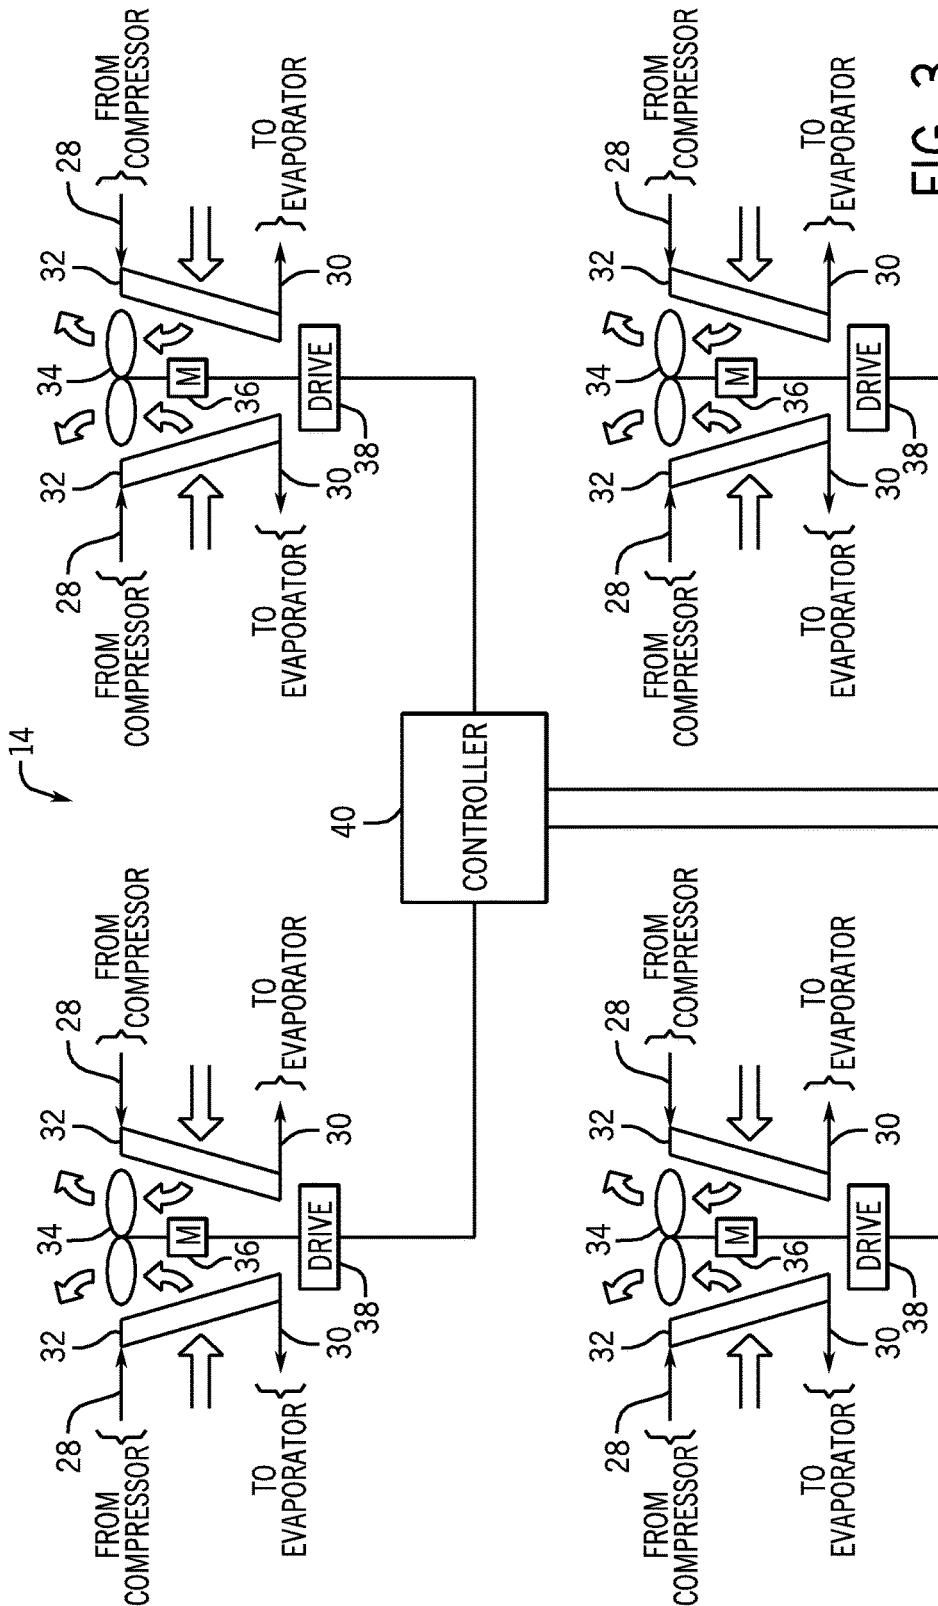 14
28
32
34
32
28
FROM
COMPRESSOR
FROM
COMPRESSOR
M
36
TO
EVAPORATOR
30
DRIVE
30
TO
EVAPORATOR
38
28
32
34
32
28
FROM
COMPRESSOR
FROM
COMPRESSOR
M
36
TO
EVAPORATOR
30
DRIVE
30
TO
EVAPORATOR
38
40
CONTROLLER
28
32
34
32
28
FROM
COMPRESSOR
FROM
COMPRESSOR
M
36
TO
EVAPORATOR
30
DRIVE
30
TO
EVAPORATOR
38
28
32
34
32
28
FROM
COMPRESSOR
FROM
COMPRESSOR
M
36
TO
EVAPORATOR
30
DRIVE
30
TO
EVAPORATOR
38
FIG 3